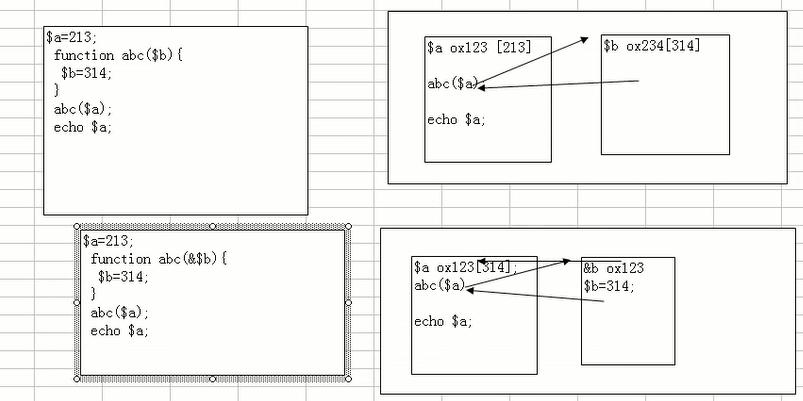 $a=213;
function abc($b){
$b=314;
}
abc($a);
echo $a;
$a ox123 [213]
abc($a)
echo $a;
$b ox234[314]
$a=213;
function abc(&$b){
$b=314;
}
abc($a);
echo $a;
$a ox123[314];
abc($a)
echo $a;
&b ox123
$b=314;